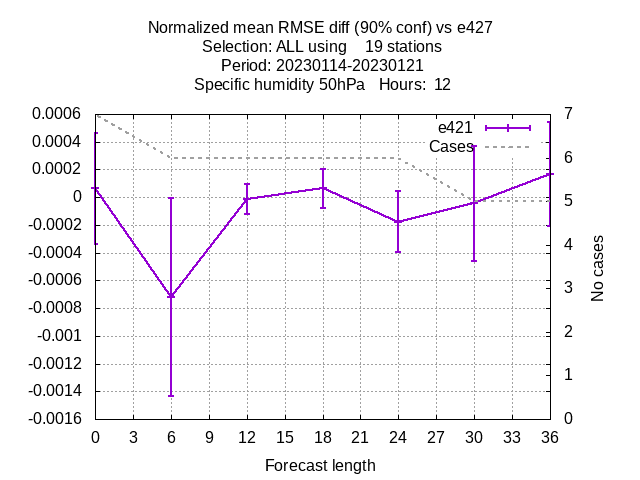 Normalized mean RMSE diff (90% conf) vs e427
Selection: ALL using    19 stations
Period: 20230114-20230121
Specific humidity 50hPa   Hours:  12
0.0006
0.0004
0.0002
0
-0.0002
-0.0004
-0.0006
-0.0008
-0.001
-0.0012
-0.0014
-0.0016
e421
Cases
7
6
5
4
3
2
1
0
No cases
0 3 6 9 12 15 18 21 24 27 30 33 36
Forecast length